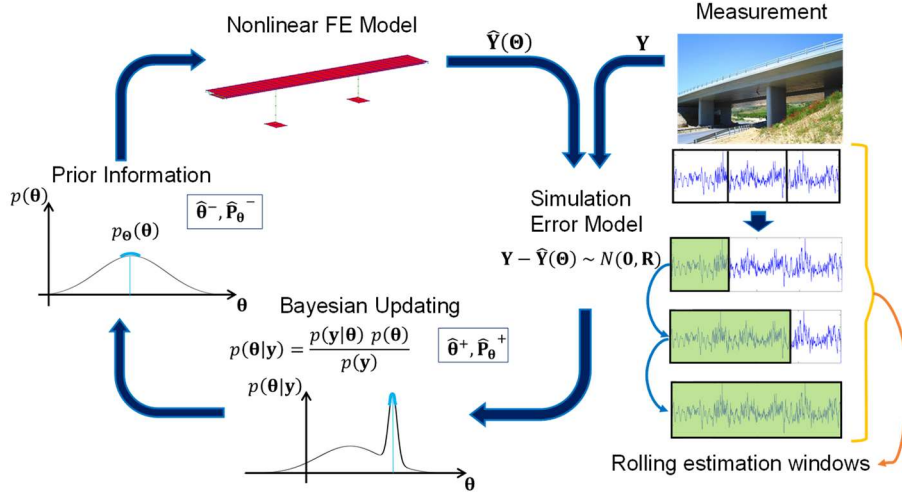 Nonlinear FE Model
Ŷ(Θ)
Y
Measurement
Prior Information
p(θ)
θ̂⁻, P̂_θ⁻
p_Θ(θ)
θ
Simulation
Error Model
Y − Ŷ(Θ) ~ N(0, R)
Bayesian Updating
p(θ|y) = p(y|θ) p(θ) / p(y)
θ̂⁺, P̂_θ⁺
p(θ|y)
θ
Rolling estimation windows